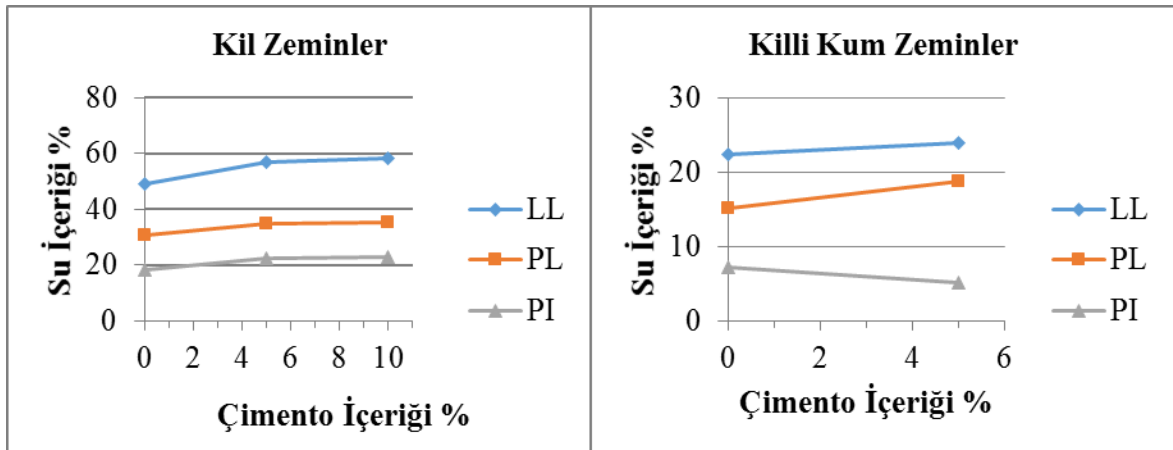 Kil Zeminler
Su İçeriği %
80
60
40
20
0
0 2 4 6 8 10
Çimento İçeriği %
LL
PL
PI
Killi Kum Zeminler
Su İçeriği %
30
20
10
0
0 2 4 6
Çimento İçeriği %
LL
PL
PI